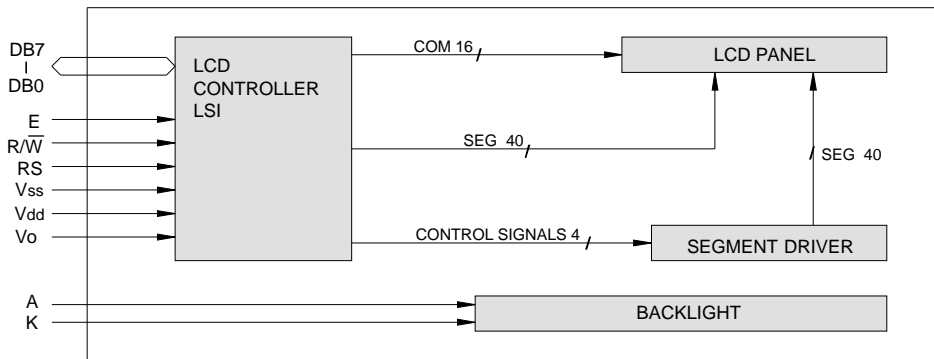 DB7
DB0
E
R/W̅
RS
Vss
Vdd
Vo
A
K
LCD
CONTROLLER
LSI
COM 16
SEG 40
CONTROL SIGNALS 4
LCD PANEL
SEG 40
SEGMENT DRIVER
BACKLIGHT